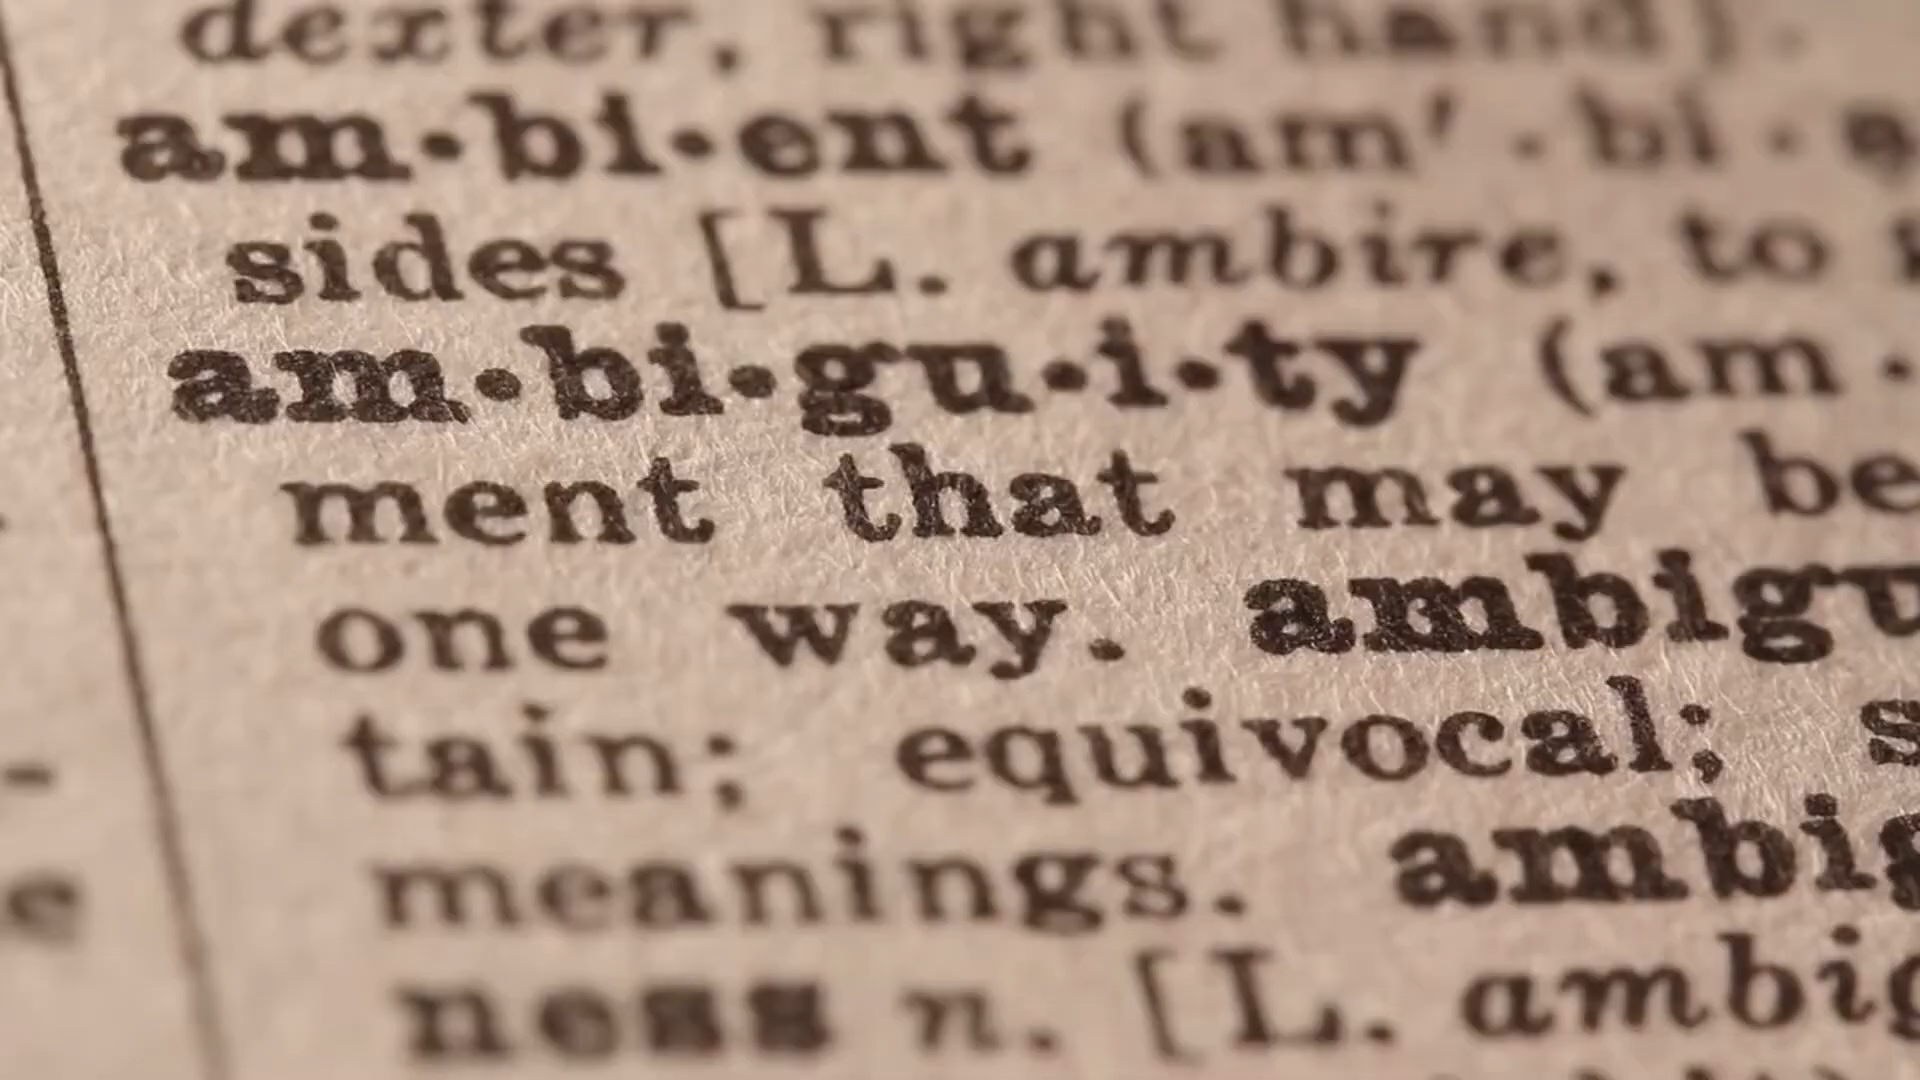 dexter, right hand].
am•bi•ent (am' • bi •
sides [L. ambire, to
am•bi•gu•i•ty (am •
ment that may be
one way. ambigu
tain; equivocal; s
meanings. ambig
ness n. [L. ambig